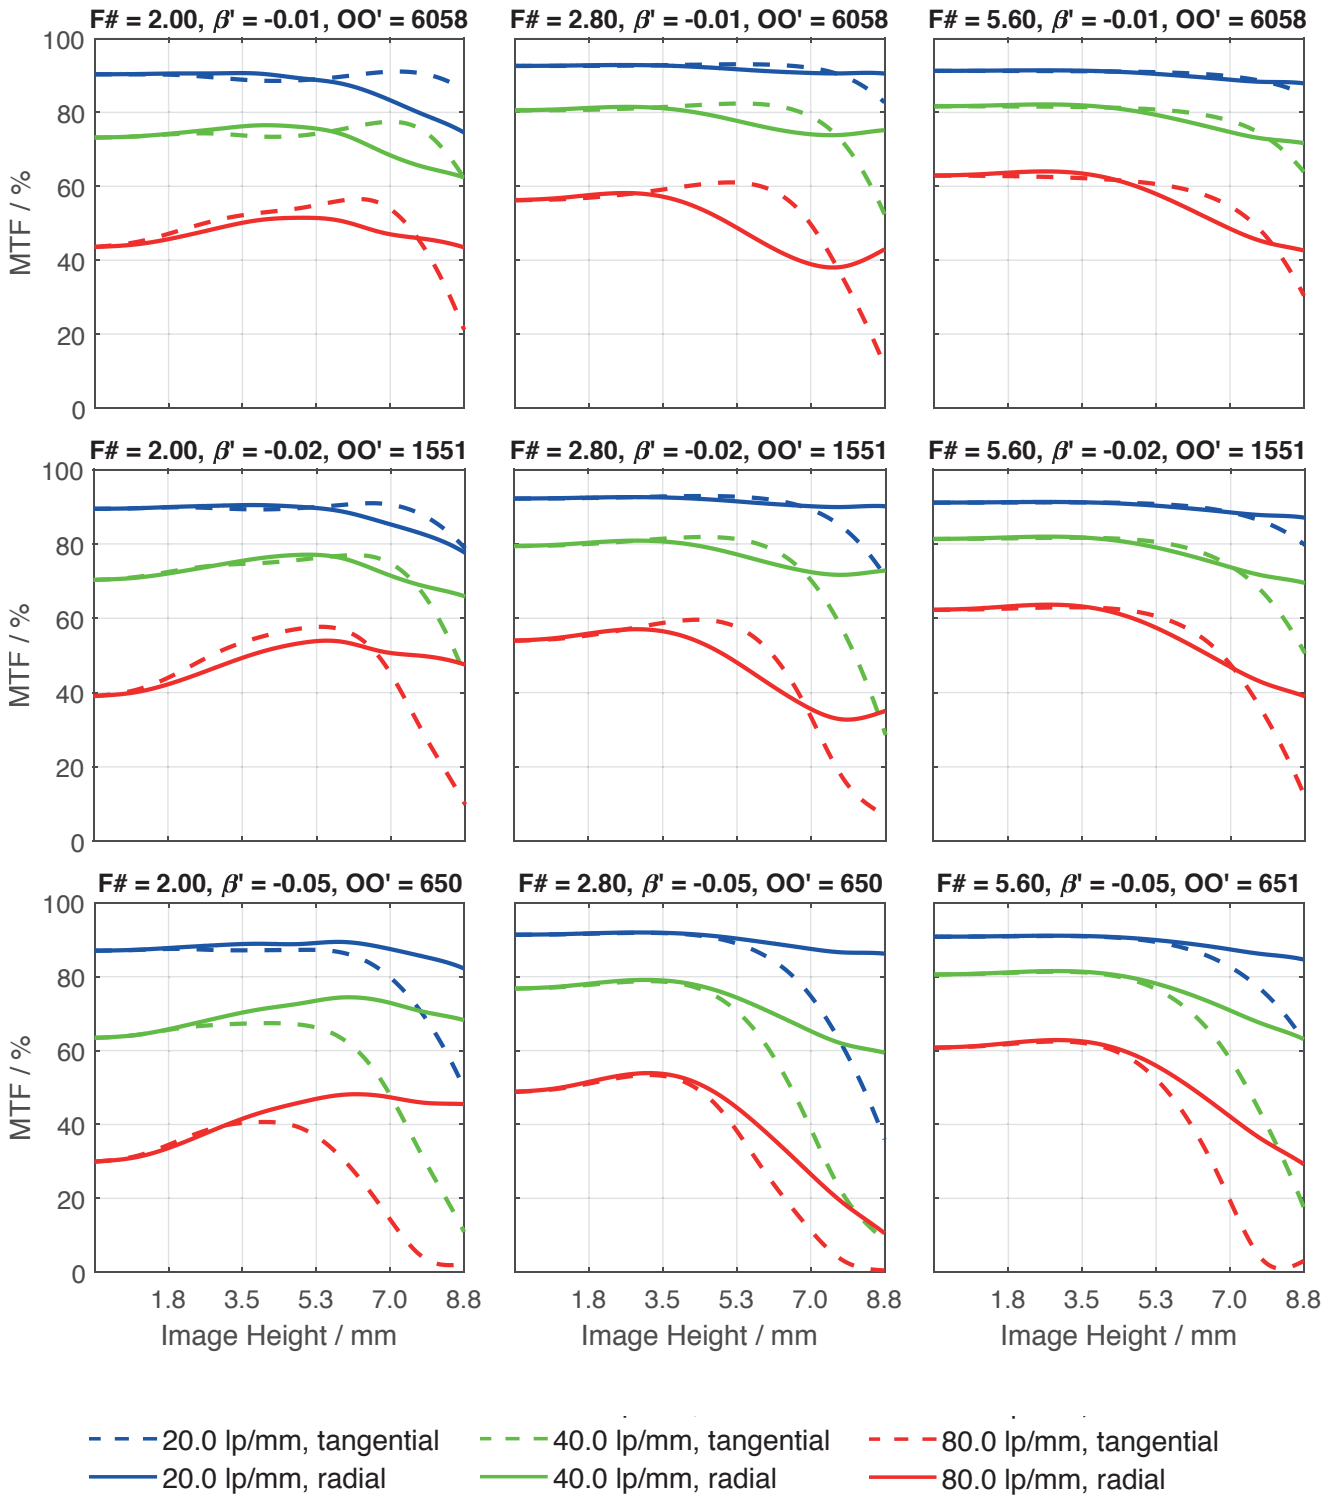 F# = 2.00, β' = -0.01, OO' = 6058
F# = 2.80, β' = -0.01, OO' = 6058
F# = 5.60, β' = -0.01, OO' = 6058
100
80
60
40
20
0
MTF / %
F# = 2.00, β' = -0.02, OO' = 1551
F# = 2.80, β' = -0.02, OO' = 1551
F# = 5.60, β' = -0.02, OO' = 1551
100
80
60
40
20
0
MTF / %
F# = 2.00, β' = -0.05, OO' = 650
F# = 2.80, β' = -0.05, OO' = 650
F# = 5.60, β' = -0.05, OO' = 651
100
80
60
40
20
0
MTF / %
1.8 3.5 5.3 7.0 8.8
1.8 3.5 5.3 7.0 8.8
1.8 3.5 5.3 7.0 8.8
Image Height / mm
Image Height / mm
Image Height / mm
20.0 lp/mm, tangential
40.0 lp/mm, tangential
80.0 lp/mm, tangential
20.0 lp/mm, radial
40.0 lp/mm, radial
80.0 lp/mm, radial